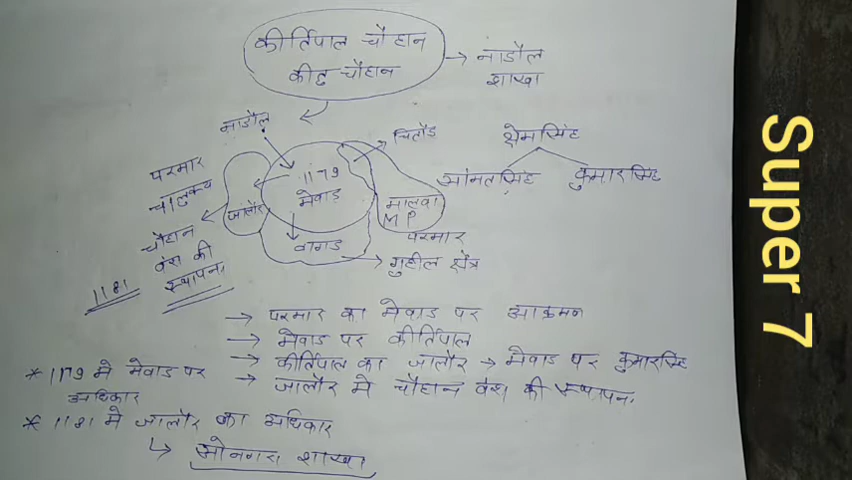 कीर्तिपाल चौहान
कीतु चौहान
→ नाडौल
शाखा
नाडौल
चित्तौड
क्षेमसिंह
सांमतसिंह
कुमारसिंह
परमार
चालुक्य
1179
मेवाड
जालौर
मालवा
MP
परमार
चौहान
वंश की
स्थापना
वागड
गुहील क्षेत्र
1181
→ परमार का मेवाड पर आक्रमण
→ मेवाड पर कीर्तिपाल
→ कीर्तिपाल का जालौर → मेवाड पर कुमारसिंह
→ जालौर मे चौहान वंश की स्थापना
* 1179 मे मेवाड पर
अधिकार
* 1181 मे जालौर का अधिकार
↳ सोनगरा शाखा
Super 7